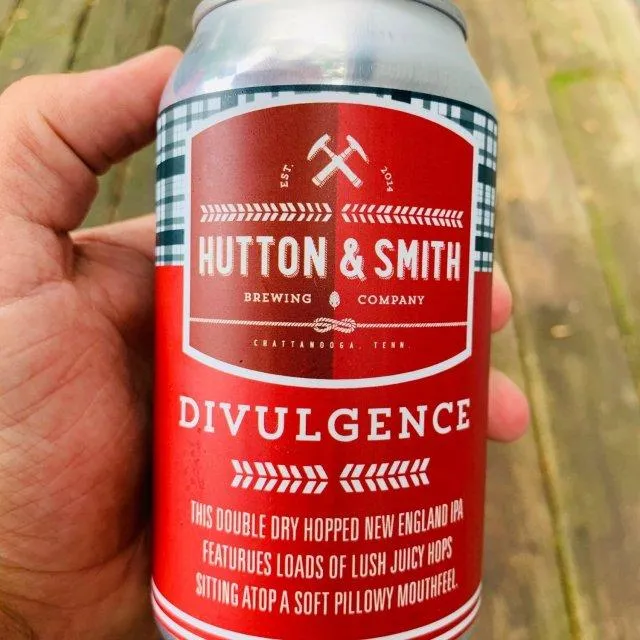 EST. 2014
HUTTON & SMITH
BREWING COMPANY
CHATTANOOGA, TENN.
DIVULGENCE
THIS DOUBLE DRY HOPPED NEW ENGLAND IPA
FEATURUES LOADS OF LUSH JUICY HOPS
SITTING ATOP A SOFT PILLOWY MOUTHFEEL.